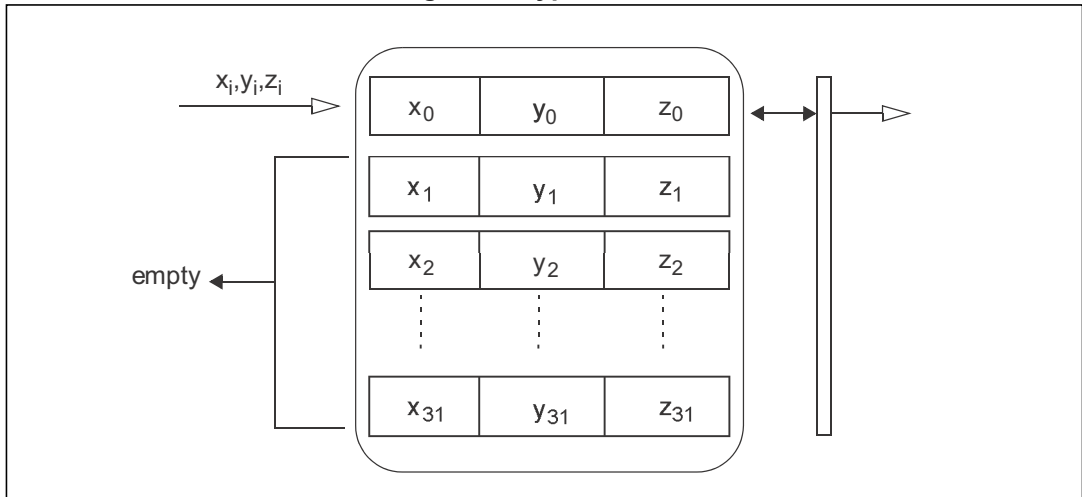 xᵢ,yᵢ,zᵢ
x₀ y₀ z₀
x₁ y₁ z₁
x₂ y₂ z₂
empty
x₃₁ y₃₁ z₃₁